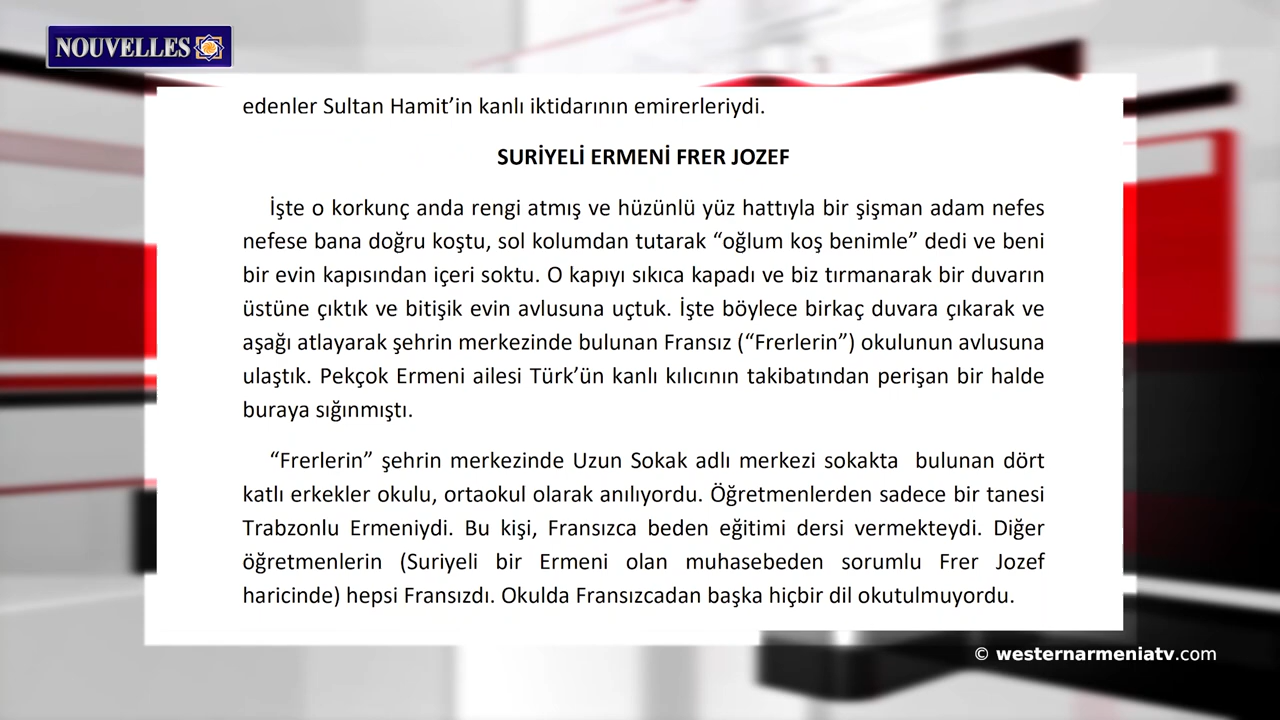 NOUVELLES
edenler Sultan Hamit’in kanlı iktidarının emirerleriydi.
SURİYELİ ERMENİ FRER JOZEF
İşte o korkunç anda rengi atmış ve hüzünlü yüz hattıyla bir şişman adam nefes
nefese bana doğru koştu, sol kolumdan tutarak “oğlum koş benimle” dedi ve beni
bir evin kapısından içeri soktu. O kapıyı sıkıca kapadı ve biz tırmanarak bir duvarın
üstüne çıktık ve bitişik evin avlusuna uçtuk. İşte böylece birkaç duvara çıkarak ve
aşağı atlayarak şehrin merkezinde bulunan Fransız (“Frerlerin”) okulunun avlusuna
ulaştık. Pekçok Ermeni ailesi Türk’ün kanlı kılıcının takibatından perişan bir halde
buraya sığınmıştı.
“Frerlerin” şehrin merkezinde Uzun Sokak adlı merkezi sokakta bulunan dört
katlı erkekler okulu, ortaokul olarak anılıyordu. Öğretmenlerden sadece bir tanesi
Trabzonlu Ermeniydi. Bu kişi, Fransızca beden eğitimi dersi vermekteydi. Diğer
öğretmenlerin (Suriyeli bir Ermeni olan muhasebeden sorumlu Frer Jozef
haricinde) hepsi Fransızdı. Okulda Fransızcadan başka hiçbir dil okutulmuyordu.
© westernarmeniatv.com